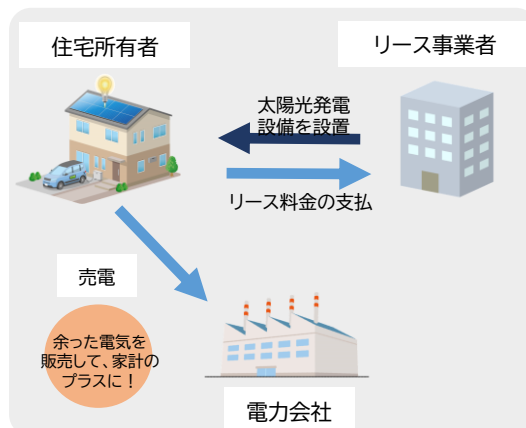 住宅所有者
リース事業者
太陽光発電
設備を設置
リース料金の支払
売電
余った電気を
販売して、家計の
プラスに！
電力会社